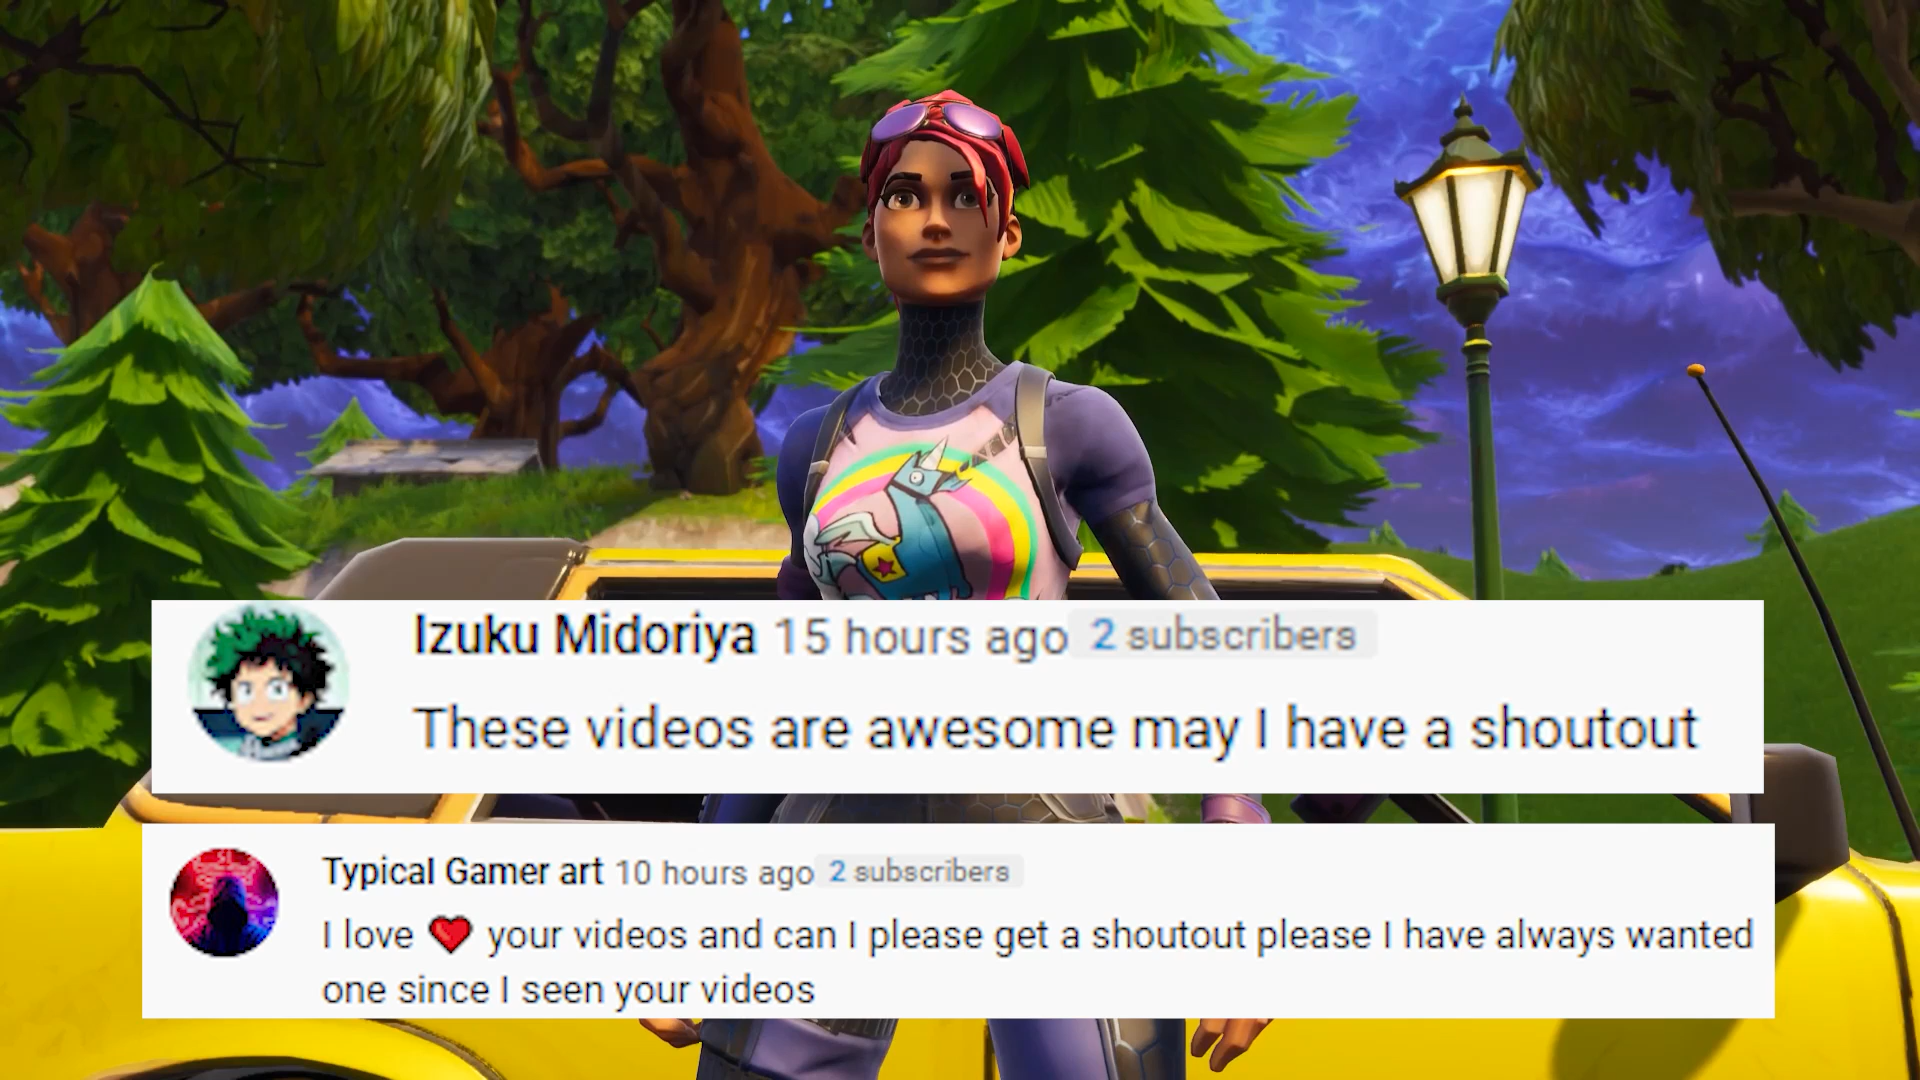 Izuku Midoriya 15 hours ago 2 subscribers
These videos are awesome may I have a shoutout
Typical Gamer art 10 hours ago 2 subscribers
I love ❤ your videos and can I please get a shoutout please I have always wanted
one since I seen your videos